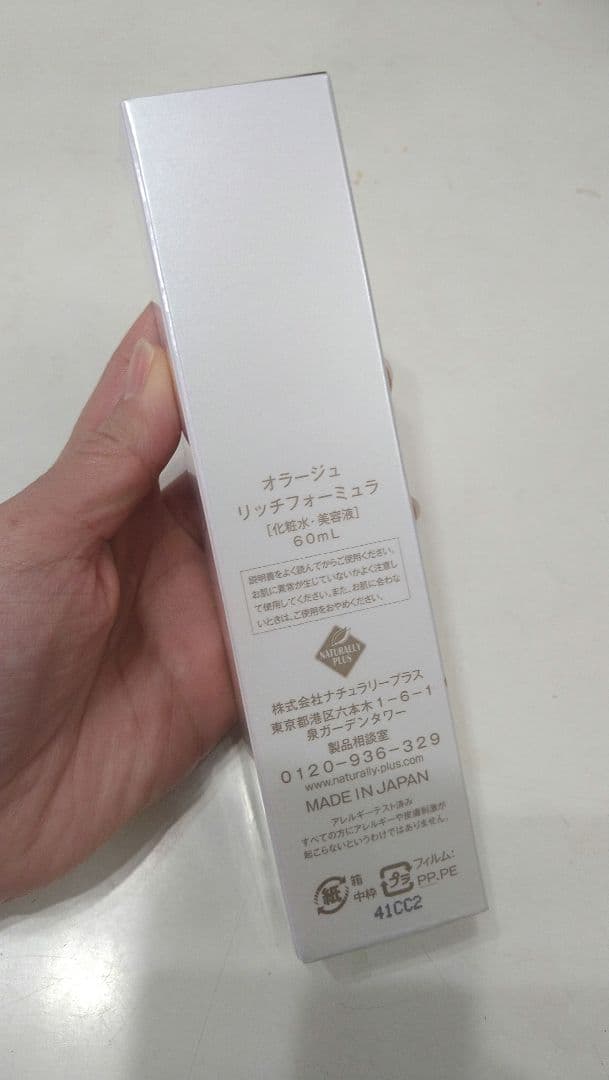 オラージュ
リッチフォーミュラ
[化粧水・美容液]
60mL
説明書をよく読んでからご使用ください。
お肌に異常が生じていないかよく注意し
て使用してください。また、お肌に合わな
いときは、ご使用をおやめください。
NATURALLY
PLUS
株式会社ナチュラリープラス
東京都港区六本木1-6-1
泉ガーデンタワー
製品相談室
0120-936-329
www.naturally-plus.com
MADE IN JAPAN
アレルギーテスト済み
すべての方にアレルギーや皮膚刺激が
起こらないというわけではありません。
紙 箱 中枠
プラ フィルム: PP.PE
41CC2